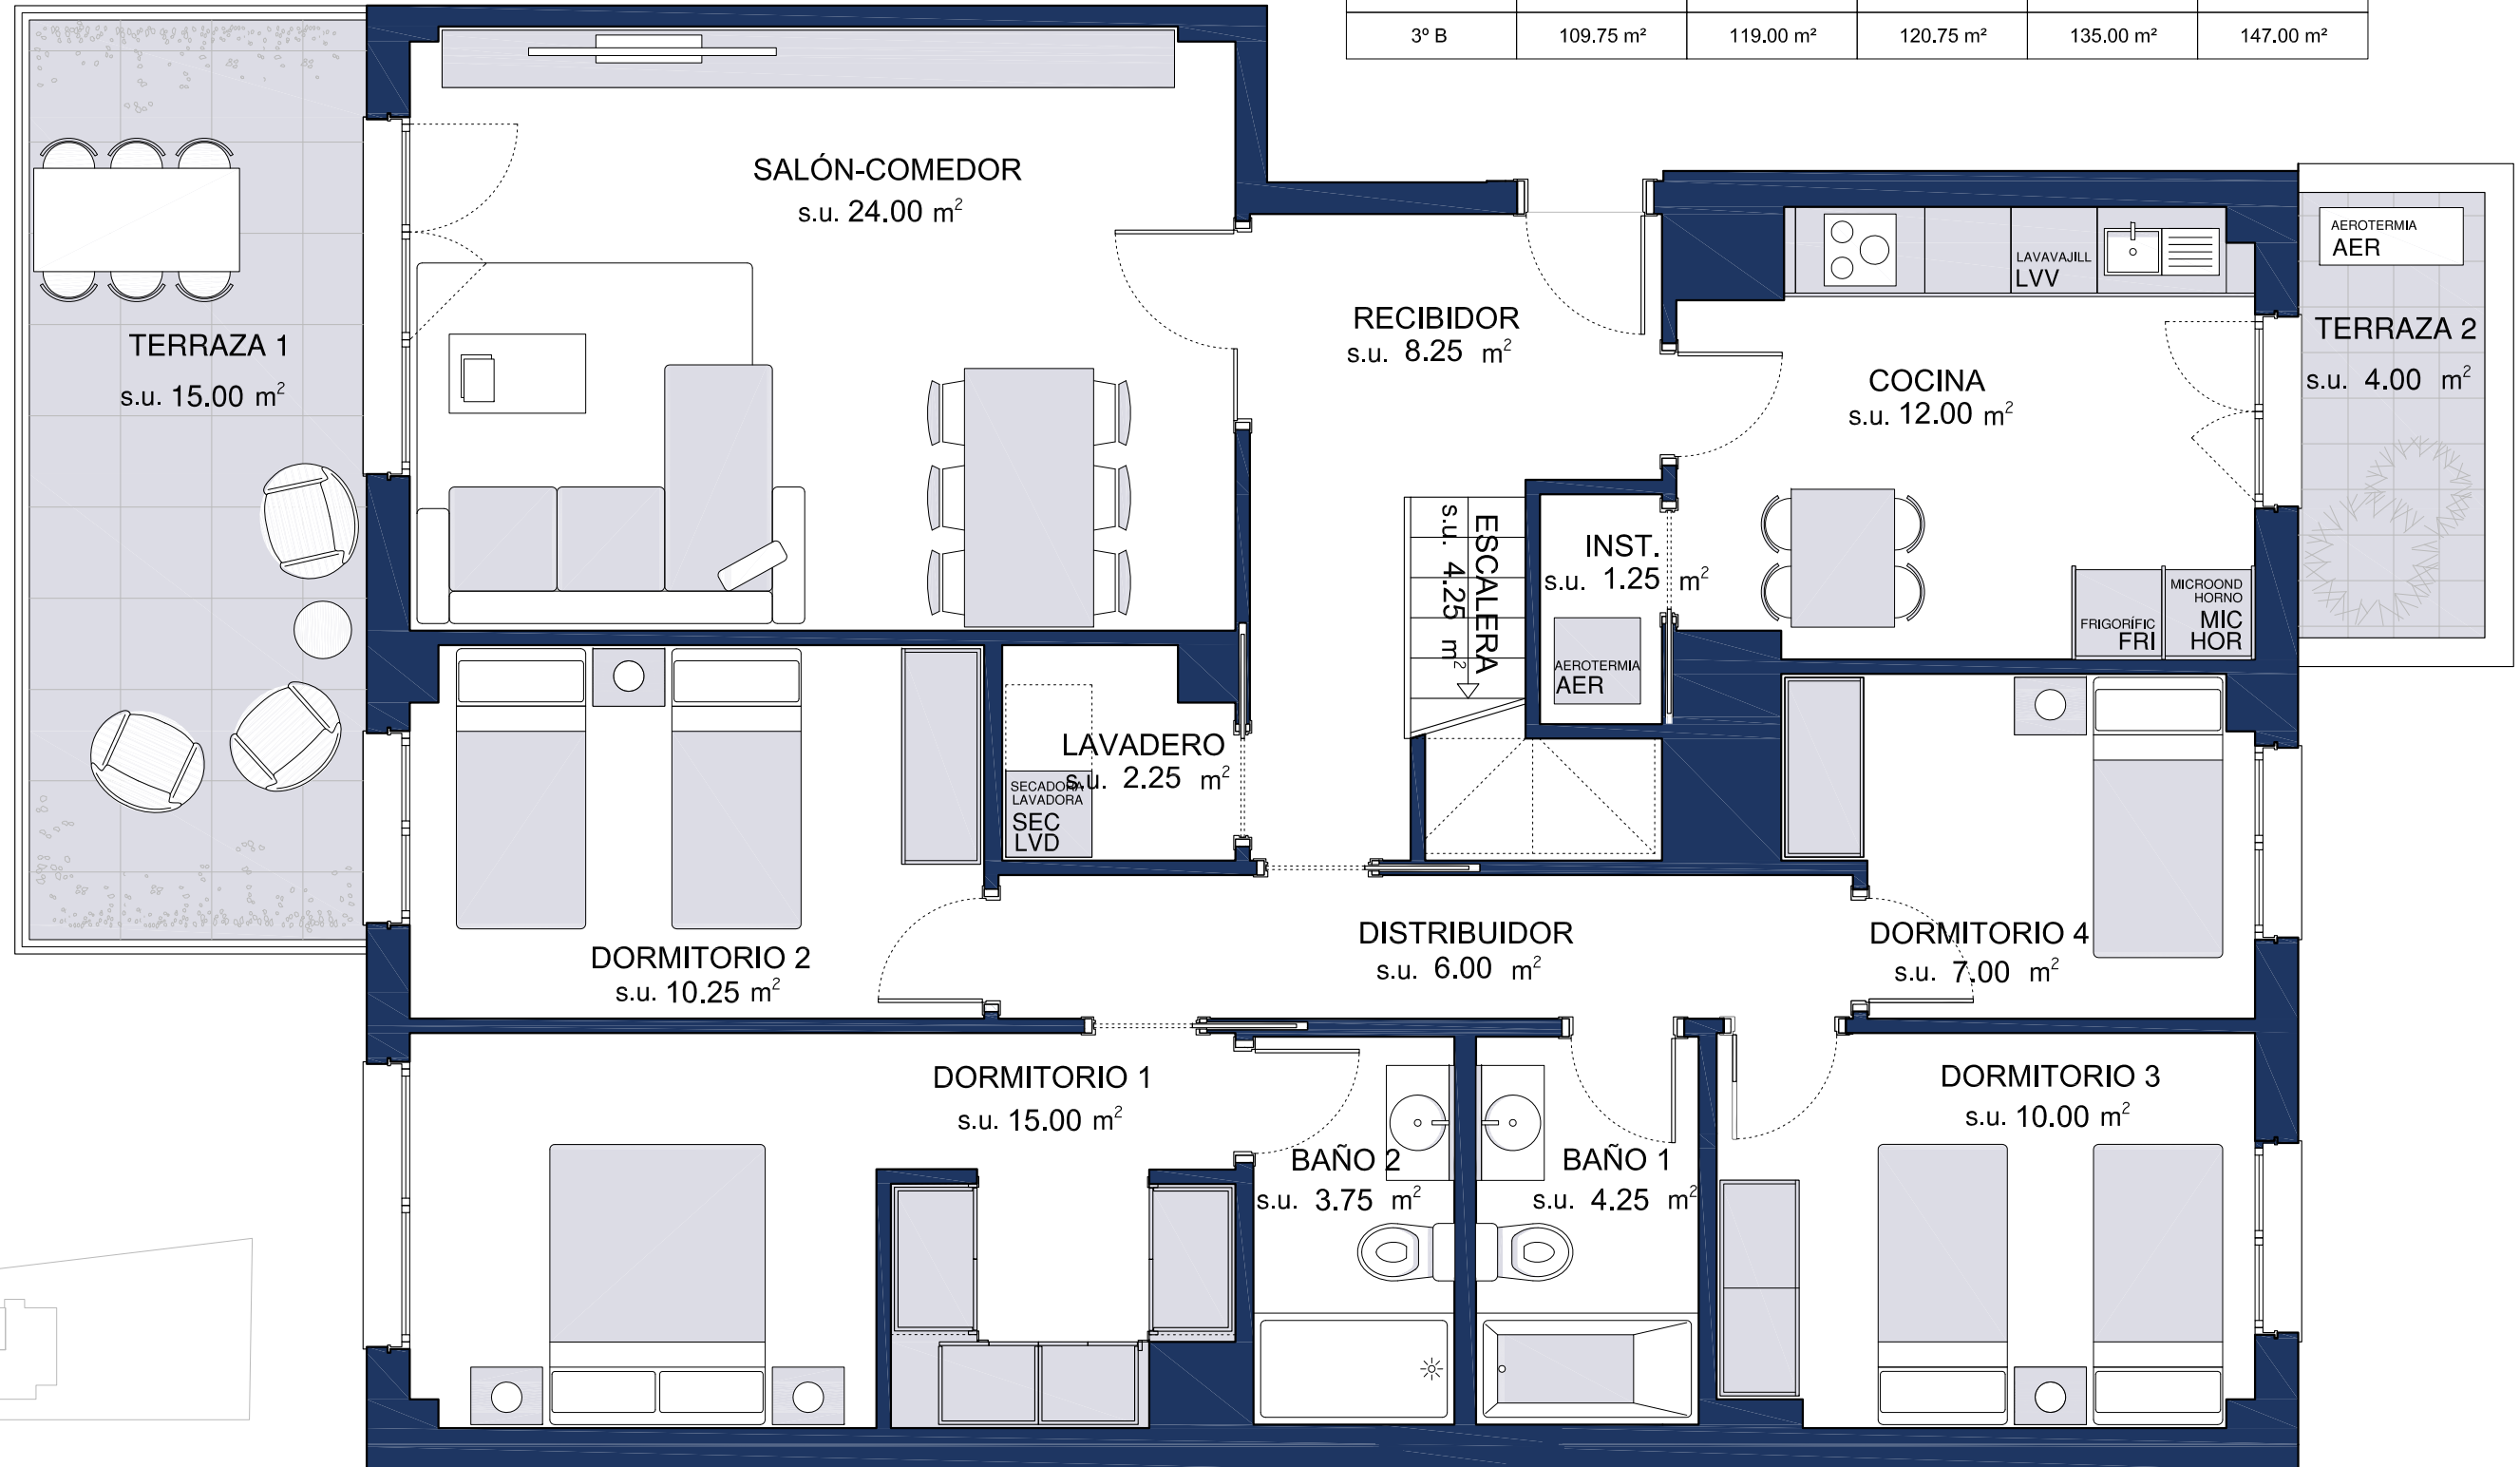 3º B 109.75 m² 119.00 m² 120.75 m² 135.00 m² 147.00 m²
SALÓN-COMEDOR
s.u. 24.00 m²
AEROTERMIA
AER
LAVAVAJILL
LVV
RECIBIDOR
s.u. 8.25 m²
TERRAZA 1
s.u. 15.00 m²
TERRAZA 2
s.u. 4.00 m²
COCINA
s.u. 12.00 m²
ESCALERA
s.u. 4.25 m²
INST.
s.u. 1.25 m²
AEROTERMIA
AER
FRIGORÍFIC
FRI
MICROOND
HORNO
MIC
HOR
LAVADERO
s.u. 2.25 m²
SECADORA
LAVADORA
SEC
LVD
DORMITORIO 2
s.u. 10.25 m²
DISTRIBUIDOR
s.u. 6.00 m²
DORMITORIO 4
s.u. 7.00 m²
DORMITORIO 1
s.u. 15.00 m²
BAÑO 2
s.u. 3.75 m²
BAÑO 1
s.u. 4.25 m²
DORMITORIO 3
s.u. 10.00 m²